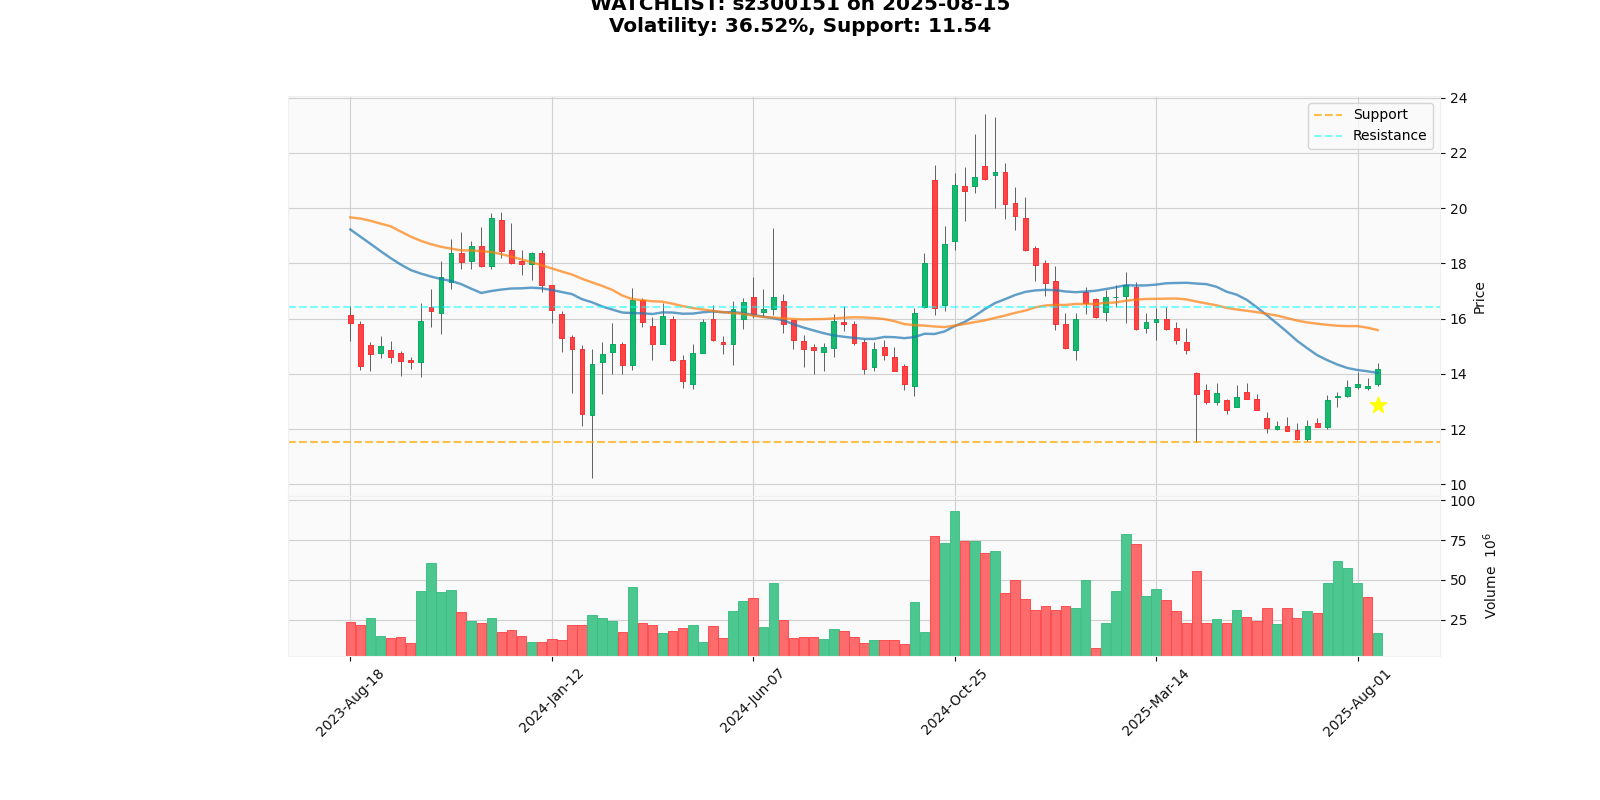 WATCHLIST: sz300151 on 2025-08-15
Volatility: 36.52%, Support: 11.54
Support
Resistance
24
22
20
18
16
14
12
10
Price
100
75
50
25
Volume 10^6
2023-Aug-18
2024-Jan-12
2024-Jun-07
2024-Oct-25
2025-Mar-14
2025-Aug-01